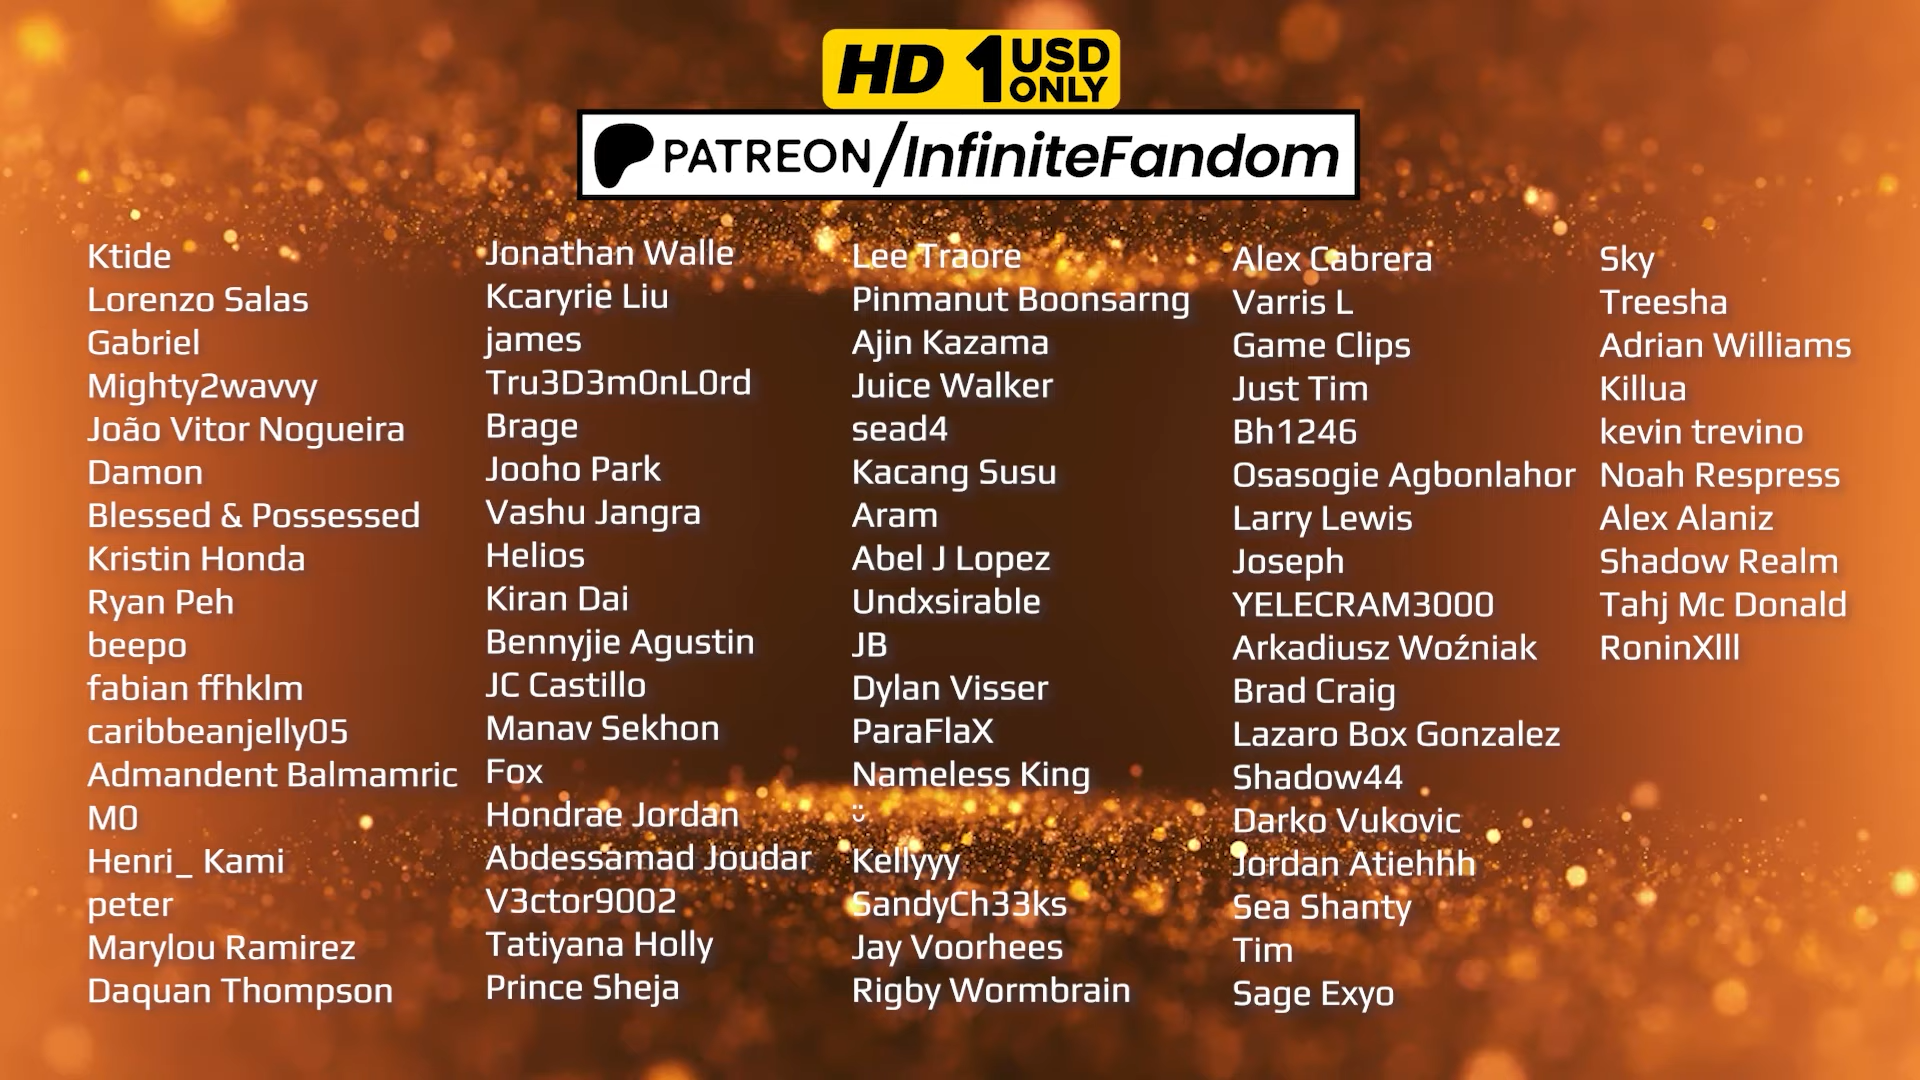 HD 1 USD ONLY
PATREON/InfiniteFandom
Ktide
Lorenzo Salas
Gabriel
Mighty2wavvy
João Vitor Nogueira
Damon
Blessed & Possessed
Kristin Honda
Ryan Peh
beepo
fabian ffhklm
caribbeanjelly05
Admandent Balmamric
M0
Henri_ Kami
peter
Marylou Ramirez
Daquan Thompson
Jonathan Walle
Kcaryrie Liu
james
Tru3D3m0nL0rd
Brage
Jooho Park
Vashu Jangra
Helios
Kiran Dai
Bennyjie Agustin
JC Castillo
Manav Sekhon
Fox
Hondrae Jordan
Abdessamad Joudar
V3ctor9002
Tatiyana Holly
Prince Sheja
Lee Traore
Pinmanut Boonsarng
Ajin Kazama
Juice Walker
sead4
Kacang Susu
Aram
Abel J Lopez
Undxsirable
JB
Dylan Visser
ParaFlaX
Nameless King
Kellyyy
SandyCh33ks
Jay Voorhees
Rigby Wormbrain
Alex Cabrera
Varris L
Game Clips
Just Tim
Bh1246
Osasogie Agbonlahor
Larry Lewis
Joseph
YELECRAM3000
Arkadiusz Woźniak
Brad Craig
Lazaro Box Gonzalez
Shadow44
Darko Vukovic
Jordan Atiehhh
Sea Shanty
Tim
Sage Exyo
Sky
Treesha
Adrian Williams
Killua
kevin trevino
Noah Respress
Alex Alaniz
Shadow Realm
Tahj Mc Donald
RoninXlll